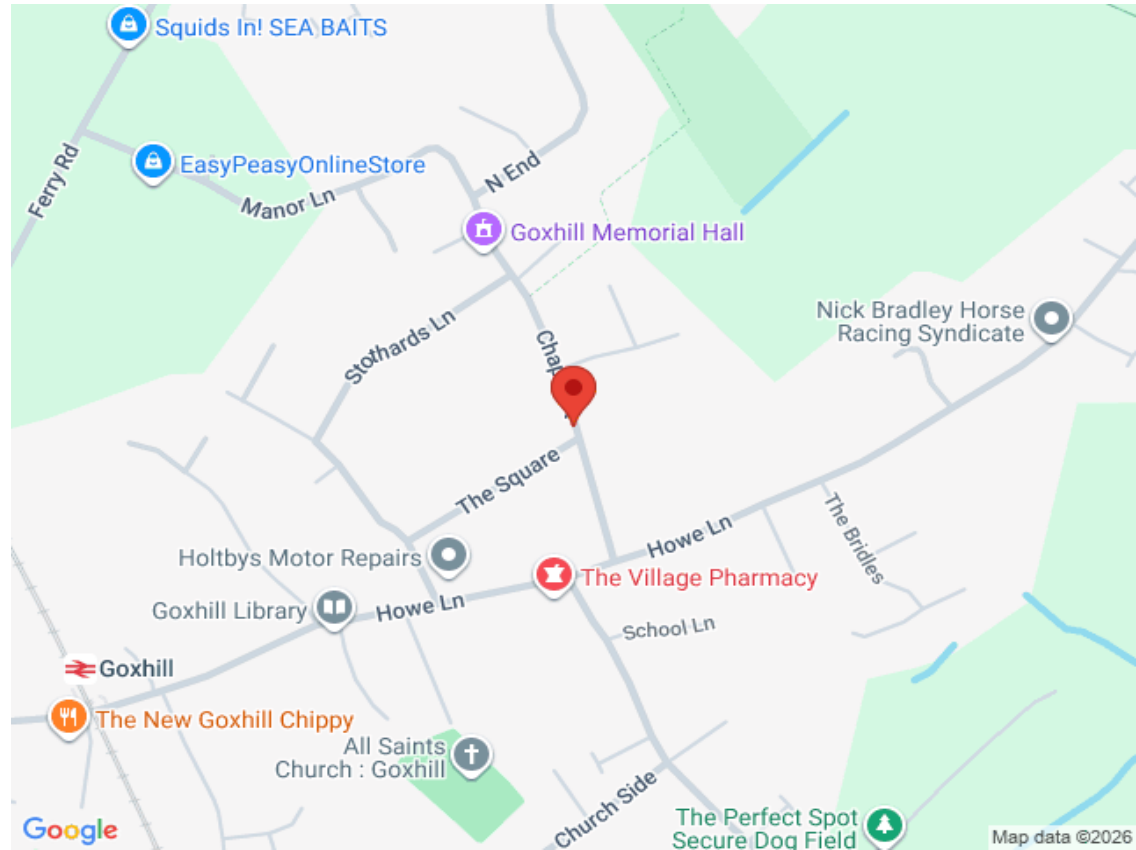 Squids In! SEA BAITS
Ferry Rd
EasyPeasyOnlineStore
Manor Ln
N End
Goxhill Memorial Hall
Stothards Ln
Nick Bradley Horse
Racing Syndicate
The Square
Howe Ln
The Bridles
Holtbys Motor Repairs
The Village Pharmacy
Goxhill Library
Howe Ln
School Ln
Goxhill
The New Goxhill Chippy
All Saints
Church : Goxhill
Church Side
The Perfect Spot
Secure Dog Field
Google
Map data ©2026